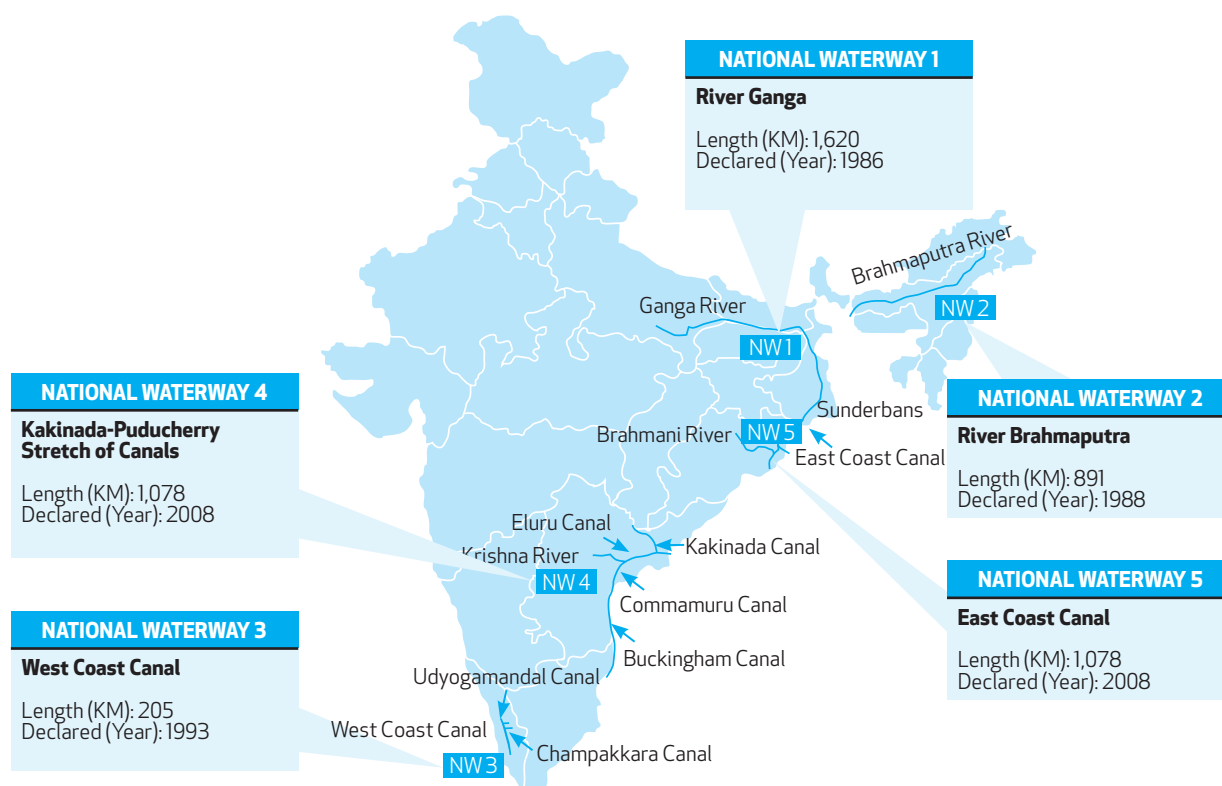 NATIONAL WATERWAY 1
River Ganga
Length (KM): 1,620
Declared (Year): 1986
Brahmaputra River
Ganga River
NW 2
NW 1
NATIONAL WATERWAY 4
Kakinada-Puducherry
Stretch of Canals
Length (KM): 1,078
Declared (Year): 2008
NATIONAL WATERWAY 2
River Brahmaputra
Length (KM): 891
Declared (Year): 1988
Sunderbans
Brahmani River
NW 5
East Coast Canal
Eluru Canal
Kakinada Canal
Krishna River
NW 4
Commamuru Canal
NATIONAL WATERWAY 5
East Coast Canal
Length (KM): 1,078
Declared (Year): 2008
NATIONAL WATERWAY 3
West Coast Canal
Length (KM): 205
Declared (Year): 1993
Buckingham Canal
Udyogamandal Canal
West Coast Canal
Champakkara Canal
NW 3